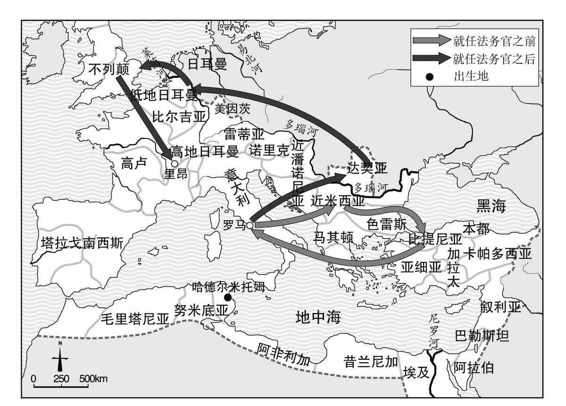 就任法务官之前
就任法务官之后
出生地
不列颠
日耳曼
易北河
莱茵河
低地日耳曼
美因茨
比尔吉亚
多瑙河
雷蒂亚
诺里克
近潘诺尼亚
高地日耳曼
高卢
里昂
意大利
达契亚
多瑙河
黑海
罗马
近米西亚
色雷斯
本都
马其顿
比提尼亚
塔拉戈南西斯
加拉太
卡帕多西亚
亚细亚
哈德尔米托姆
努米底亚
毛里塔尼亚
地中海
尼罗河
叙利亚
巴勒斯坦
阿非利加
昔兰尼加
埃及
阿拉伯
N
0 250 500km